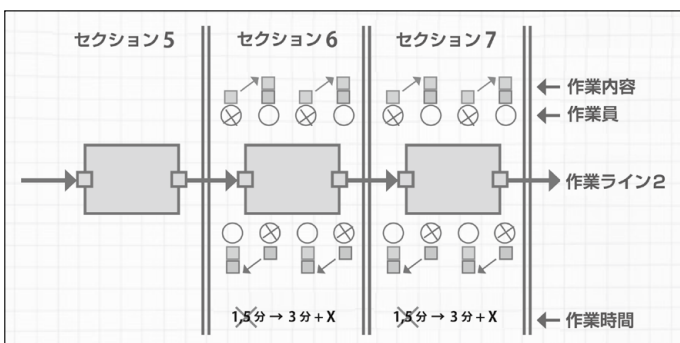 セクション 5
セクション 6
セクション 7
作業内容
作業員
作業ライン2
1,5分 → 3分 + X
1,5分 → 3分 + X
作業時間